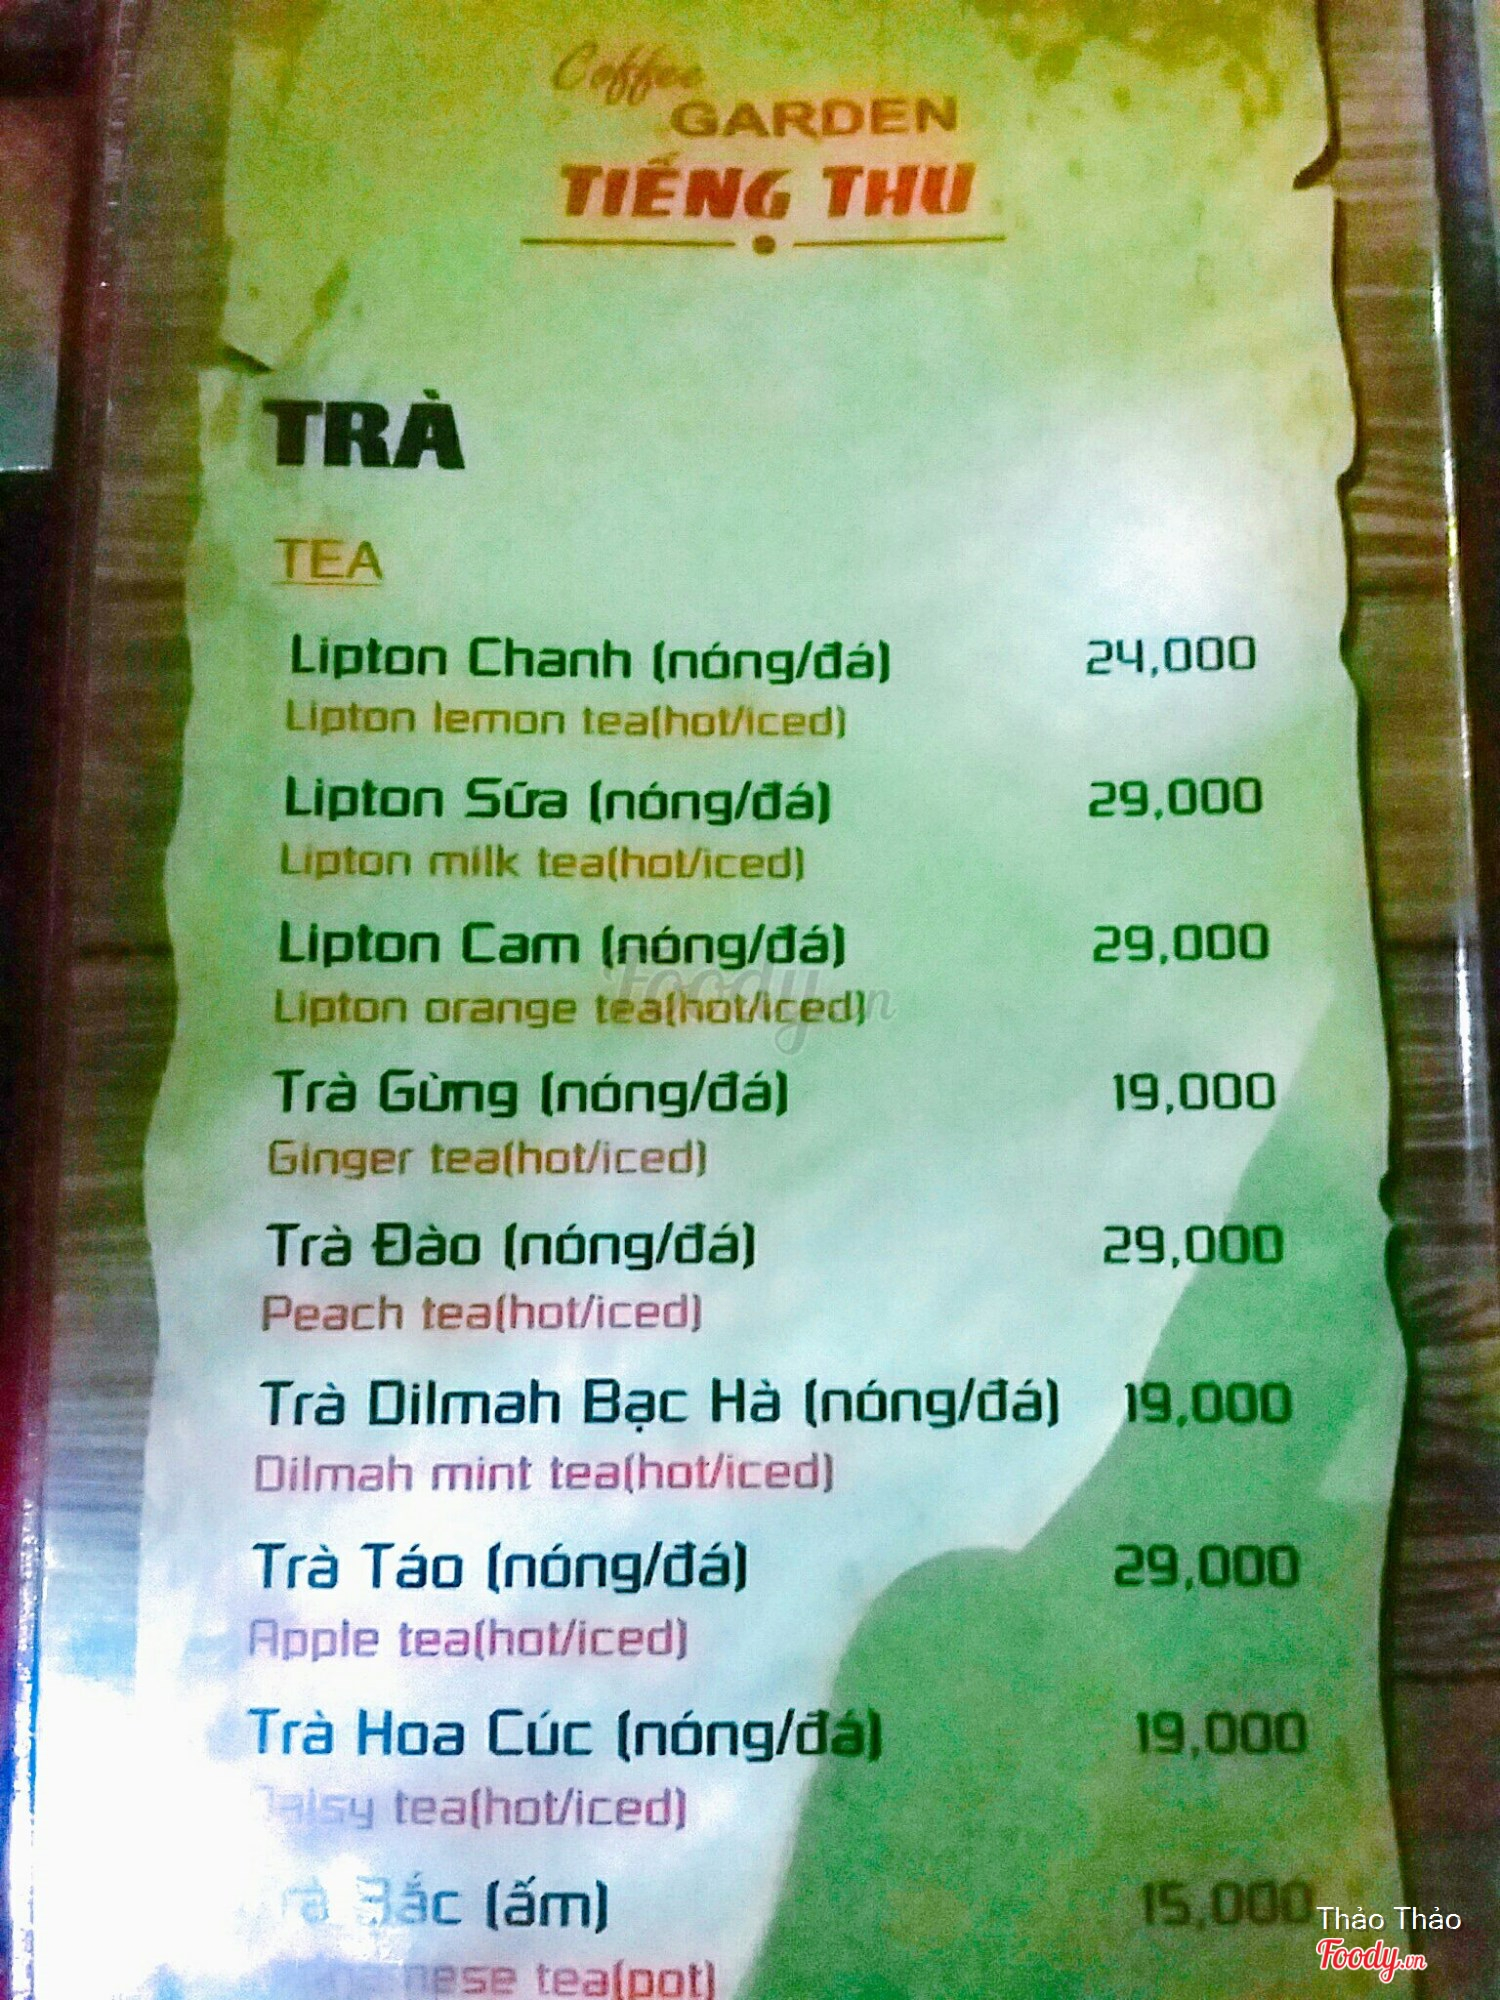 Coffee
GARDEN
TIẾNG THU
TRÀ
TEA
Lipton Chanh (nóng/đá) 24,000
Lipton lemon tea(hot/iced)
Lipton Sữa (nóng/đá) 29,000
Lipton milk tea(hot/iced)
Lipton Cam (nóng/đá) 29,000
Lipton orange tea(hot/iced)
Foody.vn
Trà Gừng (nóng/đá) 19,000
Ginger tea(hot/iced)
Trà Đào (nóng/đá) 29,000
Peach tea(hot/iced)
Trà Dilmah Bạc Hà (nóng/đá) 19,000
Dilmah mint tea(hot/iced)
Trà Táo (nóng/đá) 29,000
Apple tea(hot/iced)
Trà Hoa Cúc (nóng/đá) 19,000
Daisy tea(hot/iced)
Trà Bắc (ấm) 15,000
tea(pot)
Thảo Thảo
Foody.vn